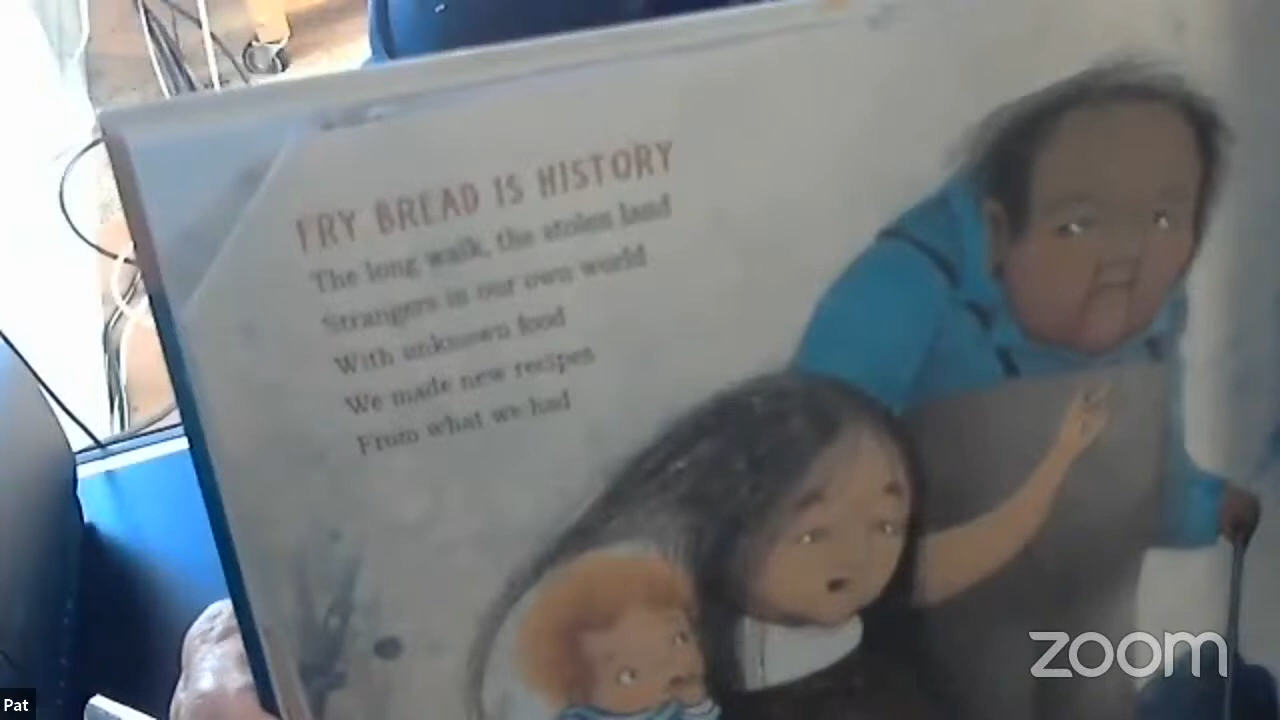 FRY BREAD IS HISTORY
The long walk, the stolen land
Strangers in our own world
With unknown food
We made new recipes
From what we had
zoom
Pat